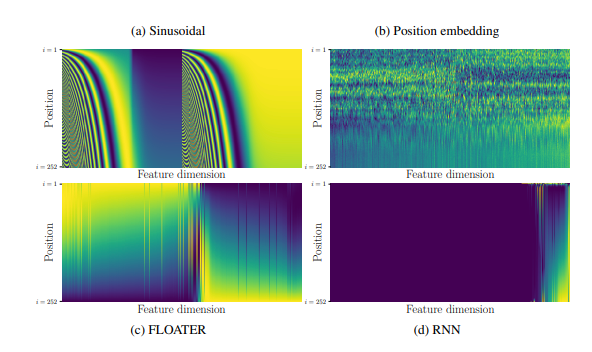 (a) Sinusoidal
(b) Position embedding
i = 1
Position
i = 252
Feature dimension
i = 1
Position
i = 252
Feature dimension
i = 1
Position
i = 252
Feature dimension
i = 1
Position
i = 252
Feature dimension
(c) FLOATER
(d) RNN